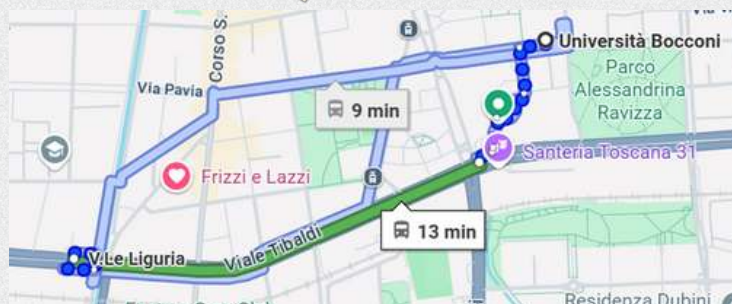 Università Bocconi
Corso S.
Via Pavia
Parco
Alessandrina
Ravizza
9 min
Santeria Toscana 31
Frizzi e Lazzi
13 min
V.Le Liguria
Viale Tibaldi
Residenza Dubini